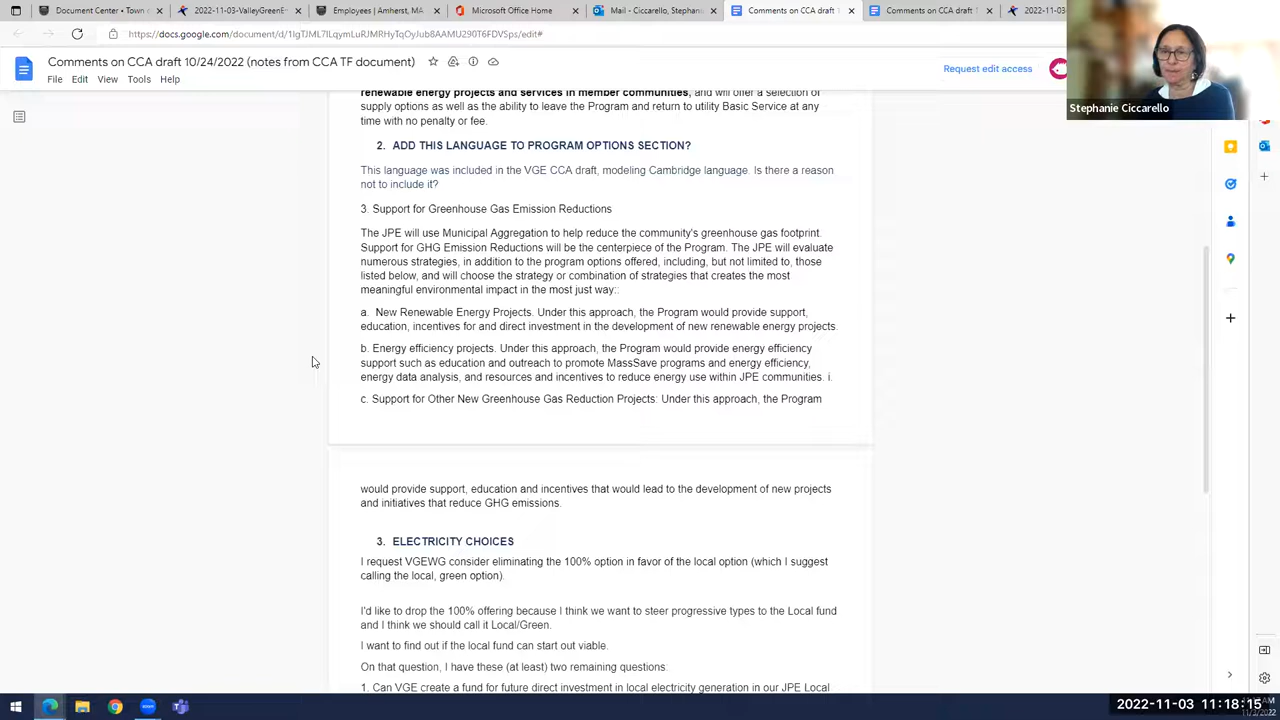 Document Center • Town o
2022-11-03-ValleyGreenE
Employees | Amherst, MA
Microsoft Office Home
Mail - Ciccarello, Stephanie
Comments on CCA draft 1
Comments on CCA draft
2022-11-03
https://docs.google.com/document/d/1IgTJML7ILqymLuRJMRHyTqOyJub8AAMU290T6FDVSps/edit#
Comments on CCA draft 10/24/2022 (notes from CCA TF document)
File Edit View Tools Help
Request edit access
Stephanie Ciccarello
renewable energy projects and services in member communities, and will offer a selection of
supply options as well as the ability to leave the Program and return to utility Basic Service at any
time with no penalty or fee.
2. ADD THIS LANGUAGE TO PROGRAM OPTIONS SECTION?
This language was included in the VGE CCA draft, modeling Cambridge language. Is there a reason
not to include it?
3. Support for Greenhouse Gas Emission Reductions
The JPE will use Municipal Aggregation to help reduce the community's greenhouse gas footprint.
Support for GHG Emission Reductions will be the centerpiece of the Program. The JPE will evaluate
numerous strategies, in addition to the program options offered, including, but not limited to, those
listed below, and will choose the strategy or combination of strategies that creates the most
meaningful environmental impact in the most just way::
a. New Renewable Energy Projects. Under this approach, the Program would provide support,
education, incentives for and direct investment in the development of new renewable energy projects.
b. Energy efficiency projects. Under this approach, the Program would provide energy efficiency
support such as education and outreach to promote MassSave programs and energy efficiency,
energy data analysis, and resources and incentives to reduce energy use within JPE communities. i.
c. Support for Other New Greenhouse Gas Reduction Projects: Under this approach, the Program
would provide support, education and incentives that would lead to the development of new projects
and initiatives that reduce GHG emissions.
3. ELECTRICITY CHOICES
I request VGEWG consider eliminating the 100% option in favor of the local option (which I suggest
calling the local, green option).
I'd like to drop the 100% offering because I think we want to steer progressive types to the Local fund
and I think we should call it Local/Green.
I want to find out if the local fund can start out viable.
On that question, I have these (at least) two remaining questions:
1. Can VGE create a fund for future direct investment in local electricity generation in our JPE Local
2022-11-03 11:18:15